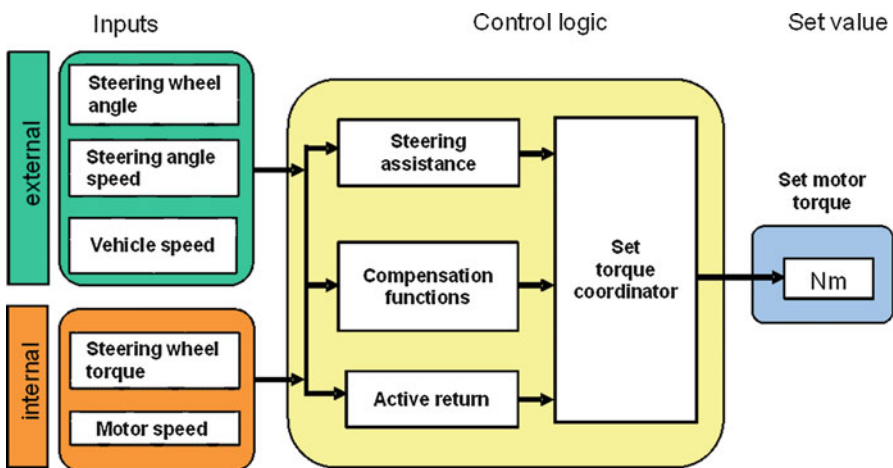 Inputs
Control logic
Set value
external
Steering wheel
angle
Steering angle
speed
Vehicle speed
internal
Steering wheel
torque
Motor speed
Steering
assistance
Compensation
functions
Active return
Set
torque
coordinator
Set motor
torque
Nm